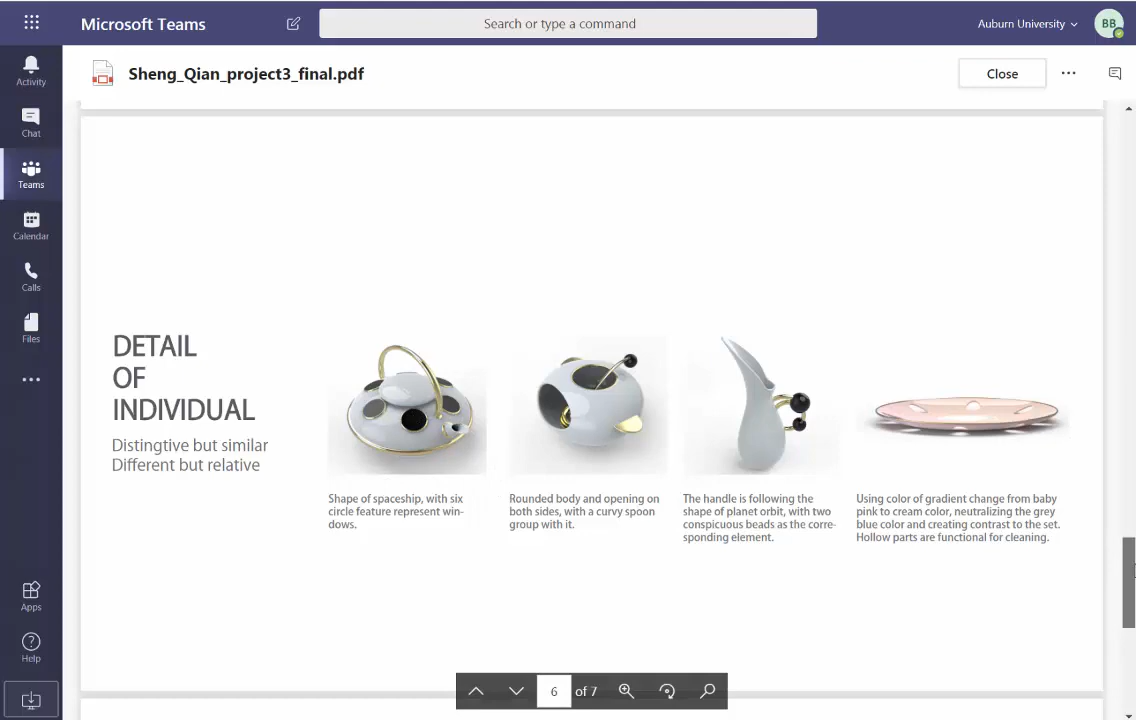 Microsoft Teams
Search or type a command
Auburn University
BB
Activity
Chat
Teams
Calendar
Calls
Files
Apps
Help
Sheng_Qian_project3_final.pdf
Close
DETAIL
OF
INDIVIDUAL
Distingtive but similar
Different but relative
Shape of spaceship, with six
circle feature represent win-
dows.
Rounded body and opening on
both sides, with a curvy spoon
group with it.
The handle is following the
shape of planet orbit, with two
conspicuous beads as the corre-
sponding element.
Using color of gradient change from baby
pink to cream color, neutralizing the grey
blue color and creating contrast to the set.
Hollow parts are functional for cleaning.
6 of 7